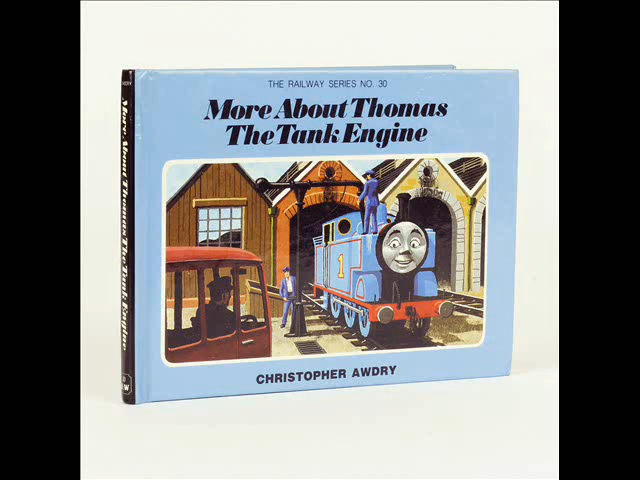 THE RAILWAY SERIES NO. 30
More About Thomas
The Tank Engine
1
CHRISTOPHER AWDRY
More About Thomas The Tank Engine